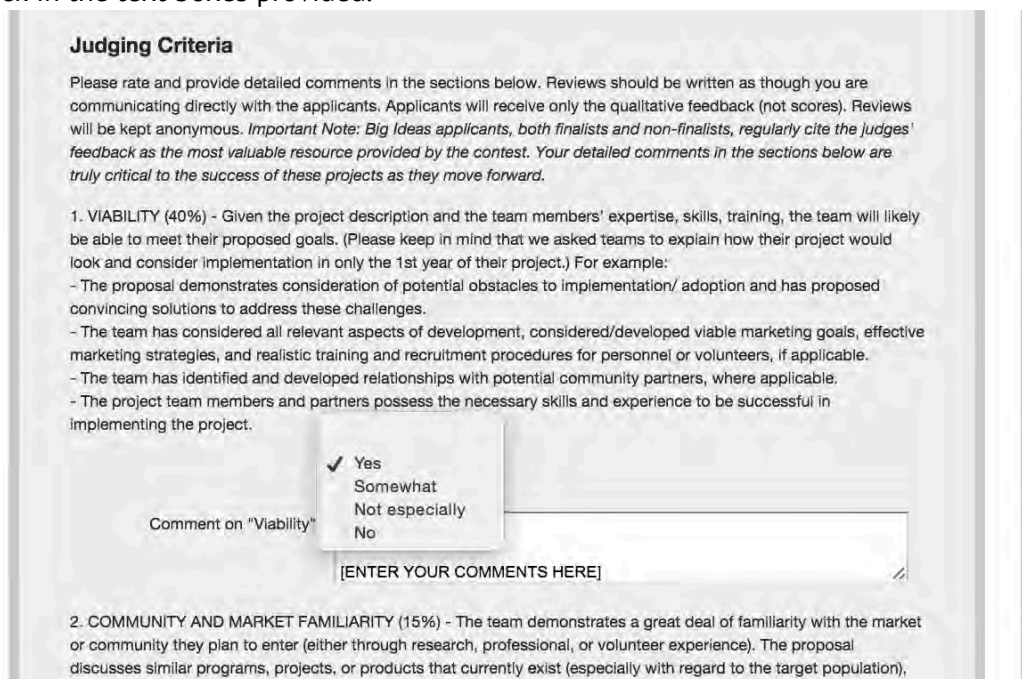 in the text boxes provided.
Judging Criteria
Please rate and provide detailed comments in the sections below. Reviews should be written as though you are
communicating directly with the applicants. Applicants will receive only the qualitative feedback (not scores). Reviews
will be kept anonymous. Important Note: Big Ideas applicants, both finalists and non-finalists, regularly cite the judges'
feedback as the most valuable resource provided by the contest. Your detailed comments in the sections below are
truly critical to the success of these projects as they move forward.
1. VIABILITY (40%) - Given the project description and the team members' expertise, skills, training, the team will likely
be able to meet their proposed goals. (Please keep in mind that we asked teams to explain how their project would
look and consider implementation in only the 1st year of their project.) For example:
- The proposal demonstrates consideration of potential obstacles to implementation/ adoption and has proposed
convincing solutions to address these challenges.
- The team has considered all relevant aspects of development, considered/developed viable marketing goals, effective
marketing strategies, and realistic training and recruitment procedures for personnel or volunteers, if applicable.
- The team has identified and developed relationships with potential community partners, where applicable.
- The project team members and partners possess the necessary skills and experience to be successful in
implementing the project.
✓ Yes
Somewhat
Not especially
No
Comment on "Viability"
[ENTER YOUR COMMENTS HERE]
2. COMMUNITY AND MARKET FAMILIARITY (15%) - The team demonstrates a great deal of familiarity with the market
or community they plan to enter (either through research, professional, or volunteer experience). The proposal
discusses similar programs, projects, or products that currently exist (especially with regard to the target population),